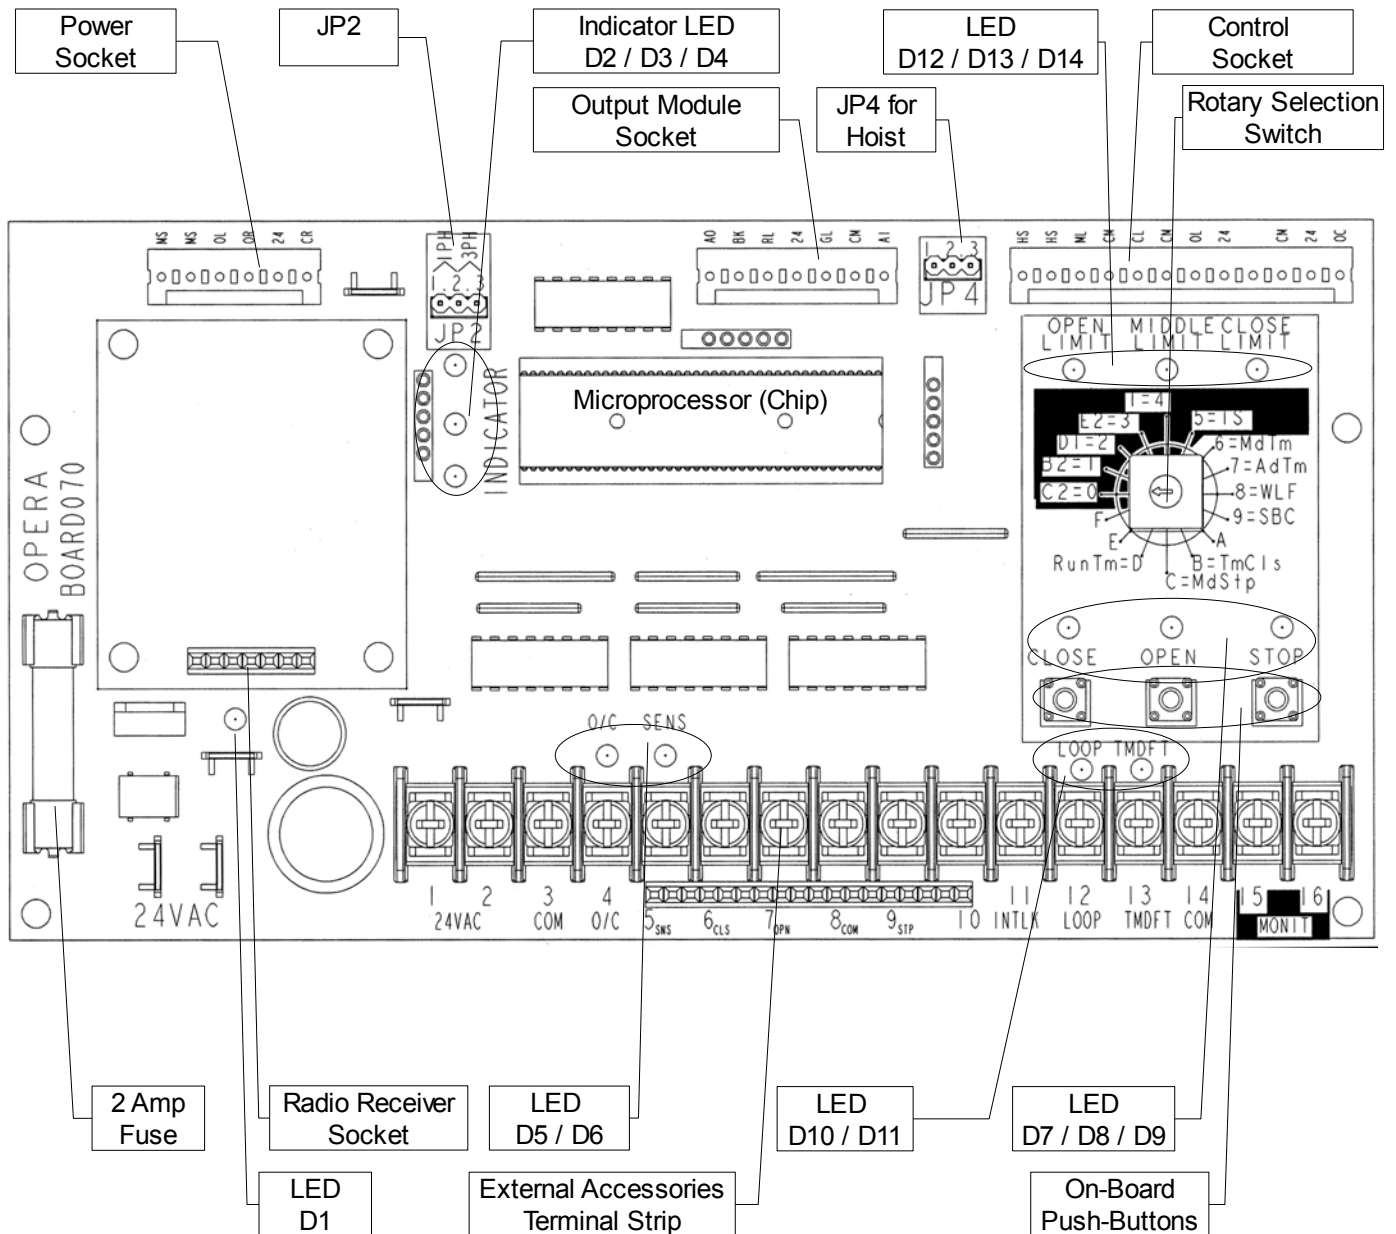 Power
Socket
JP2
Indicator LED
D2 / D3 / D4
LED
D12 / D13 / D14
Control
Socket
Output Module
Socket
JP4 for
Hoist
Rotary Selection
Switch
MS MS OL OR 24 CR
1PH 3PH
1.2.3
JP2
AO BK RL 24 GL CM AI
1.2.3
JP4
HS HS ML CM CL CM OL 24 CM 24 OC
OPEN LIMIT
MIDDLE LIMIT
CLOSE LIMIT
INDICATOR
Microprocessor (Chip)
1=4
E2=3
5=TS
D1=2
6=MdTm
B2=1
7=AdTm
C2=0
8=WLF
F
9=SBC
E
A
RunTm=D
B=TmCls
C=MdStp
OPERA
BOARD070
CLOSE OPEN STOP
O/C SENS
LOOP TMDFT
24VAC
1 2 3 4 5SNS 6CLS 7OPN 8COM 9STP 10 11 12 13 14 15 16
24VAC COM O/C INTLK LOOP TMDFT COM MONIT
2 Amp
Fuse
Radio Receiver
Socket
LED
D5 / D6
LED
D10 / D11
LED
D7 / D8 / D9
LED
D1
External Accessories
Terminal Strip
On-Board
Push-Buttons